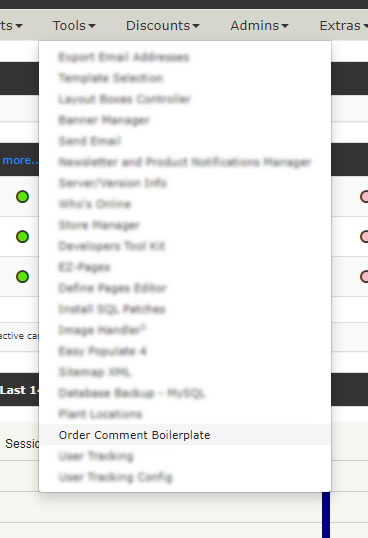 ts Tools Discounts Admins Extras
Export Email Addresses
Template Selection
Layout Boxes Controller
Banner Manager
Send Email
more.. Newsletter and Product Notifications Manager
Server/Version Info
Who's Online
Store Manager
Developers Tool Kit
EZ-Pages
Define Pages Editor
Install SQL Patches
active ca Image Handler⁵
Easy Populate 4
Sitemap XML
Last 14 Database Backup - MySQL
Plant Locations
Order Comment Boilerplate
Sessio
User Tracking
User Tracking Config